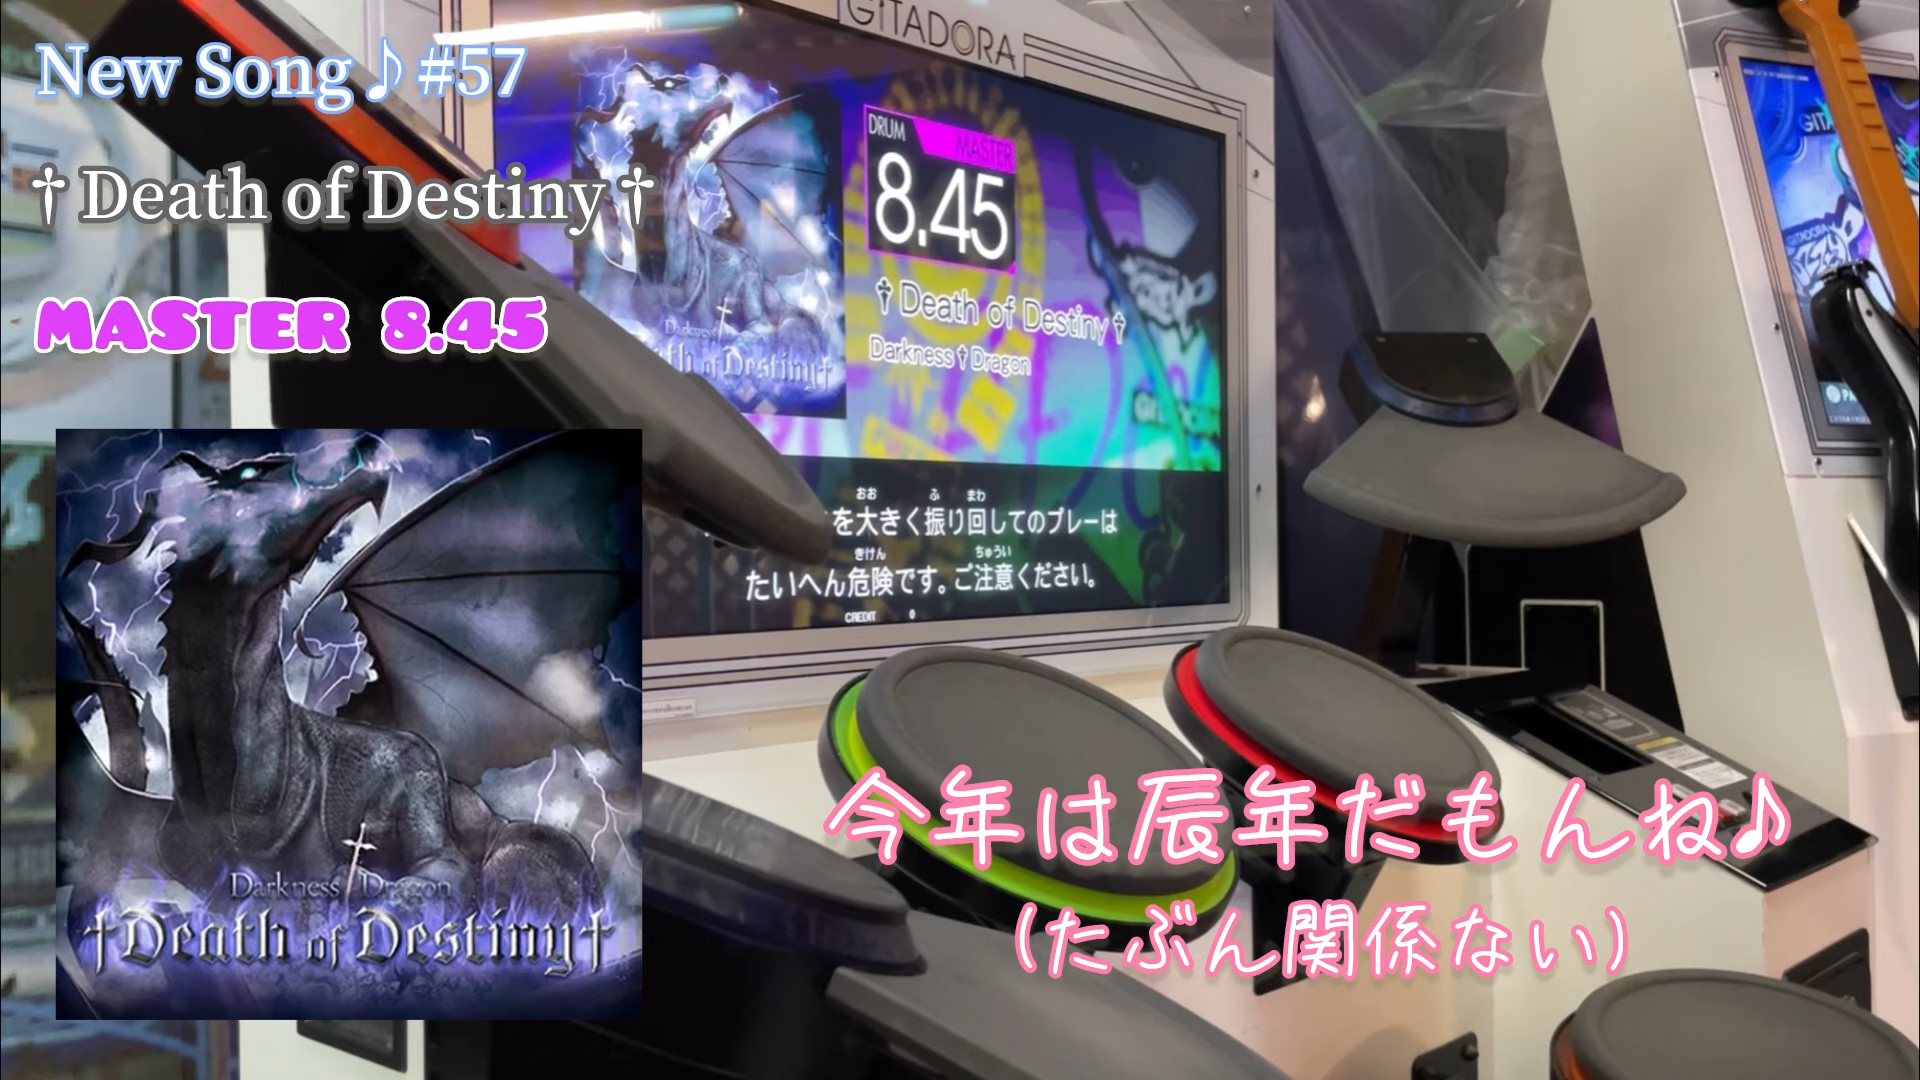 New Song♪#57
†Death of Destiny†
MASTER 8.45
GITADORA
DRUM
MASTER
8.45
†Death of Destiny†
Darkness†Dragon
を大きく振り回してのプレーは
たいへん危険です。ご注意ください。
CREDIT 0
Darkness Dragon
†Death of Destiny†
今年は辰年だもんね♪
(たぶん関係ない)